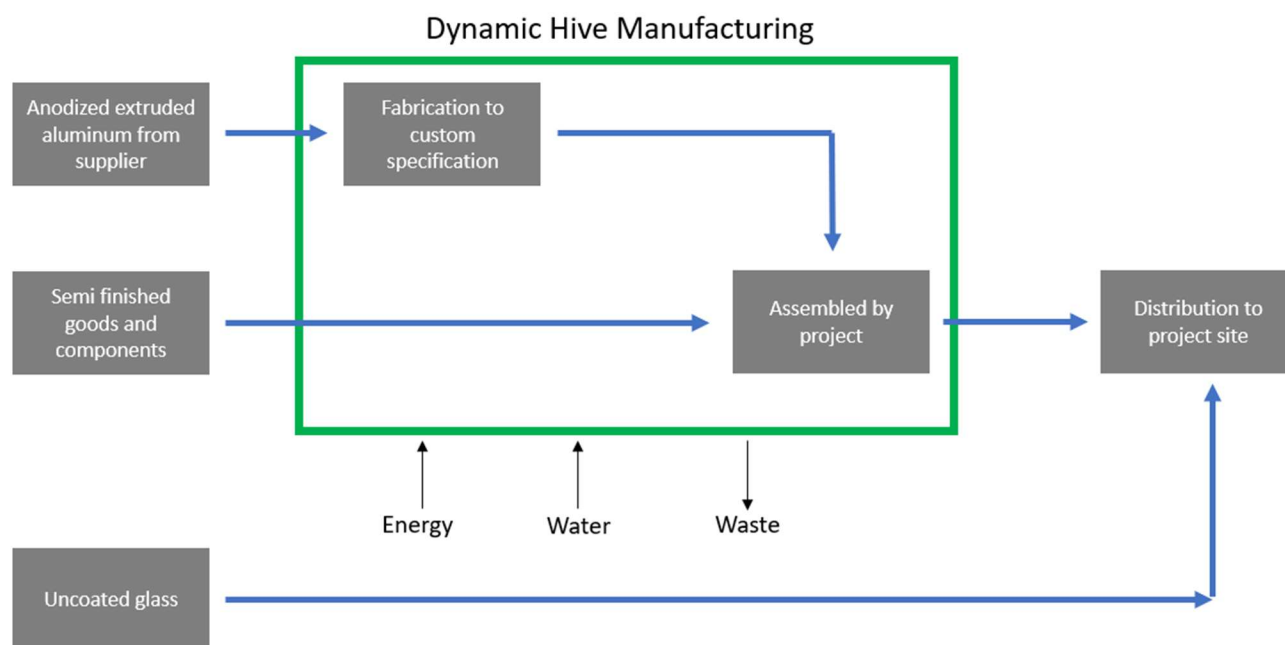 Dynamic Hive Manufacturing
Anodized extruded
aluminum from
supplier
Fabrication to
custom
specification
Semi finished
goods and
components
Assembled by
project
Distribution to
project site
Energy
Water
Waste
Uncoated glass